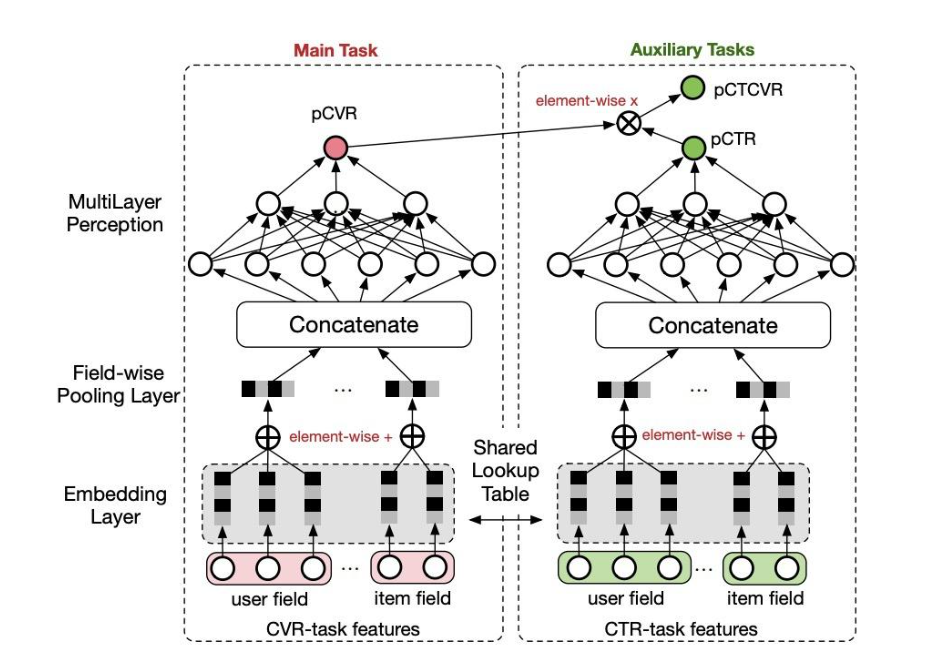 Main Task
Auxiliary Tasks
pCTCVR
element-wise x
pCVR
pCTR
MultiLayer
Perception
Concatenate
Concatenate
Field-wise
Pooling Layer
...
...
element-wise +
element-wise +
Shared
Lookup
Table
Embedding
Layer
...
...
user field
item field
user field
item field
CVR-task features
CTR-task features